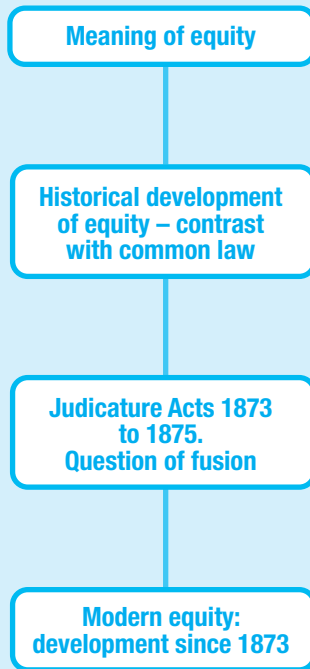 Meaning of equity
Historical development
of equity – contrast
with common law
Judicature Acts 1873
to 1875.
Question of fusion
Modern equity:
development since 1873